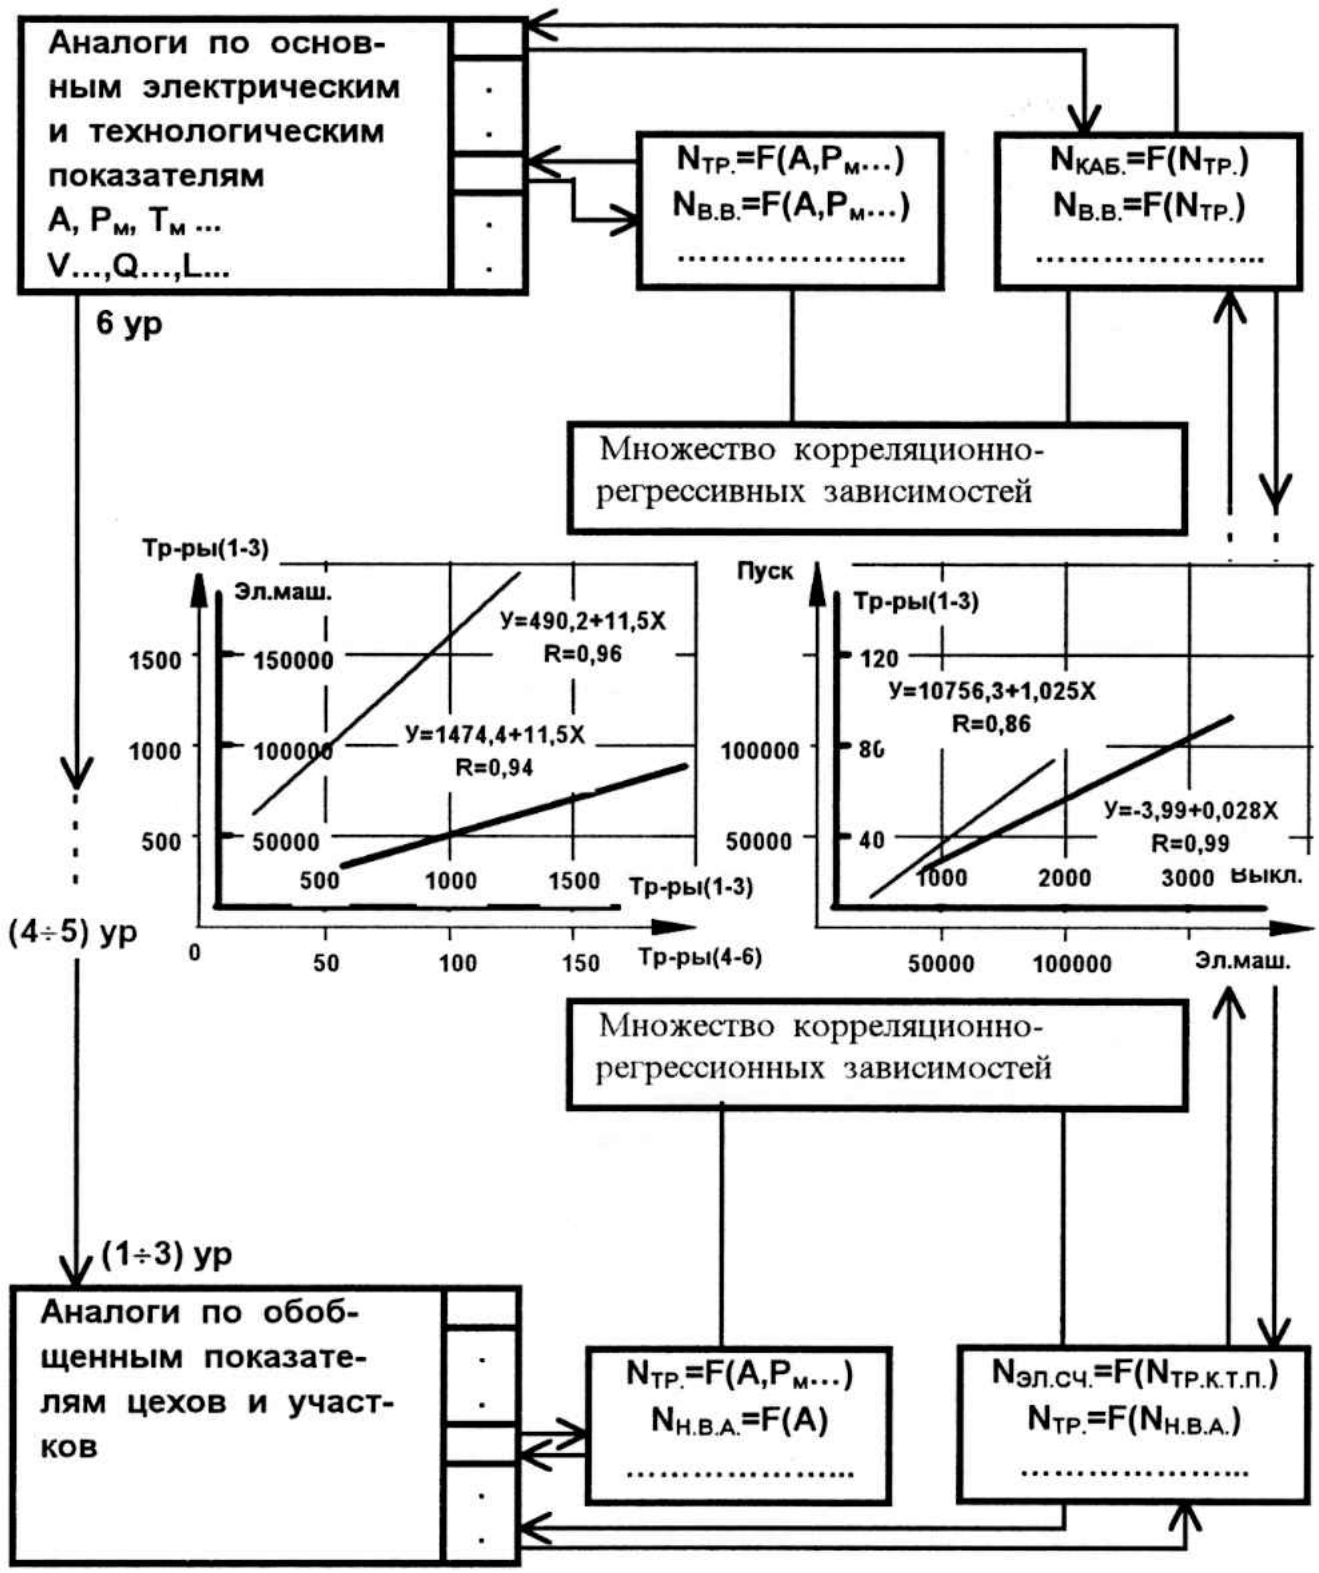 Аналоги по основ-
ным электрическим
и технологическим
показателям
А, Рм, Тм ...
V...,Q...,L...
6 ур
NТР.=F(A,Pм...)
NВ.В.=F(A,Pм...)
........................
NКАБ.=F(NТР.)
NВ.В.=F(NТР.)
........................
Множество корреляционно-
регрессивных зависимостей
Тр-ры(1-3)
Эл.маш.
У=490,2+11,5Х
R=0,96
1500
150000
У=1474,4+11,5Х
R=0,94
1000
100000
500
50000
500
1000
1500
Тр-ры(1-3)
0
50
100
150
Тр-ры(4-6)
Пуск
Тр-ры(1-3)
120
У=10756,3+1,025Х
R=0,86
100000
80
У=-3,99+0,028Х
R=0,99
50000
40
1000
2000
3000
Выкл.
50000
100000
Эл.маш.
(4÷5) ур
Множество корреляционно-
регрессионных зависимостей
(1÷3) ур
Аналоги по обоб-
щенным показате-
лям цехов и участ-
ков
NТР.=F(A,Pм...)
NН.В.А.=F(A)
........................
NЭЛ.СЧ.=F(NТР.К.Т.П.)
NТР.=F(NН.В.А.)
........................